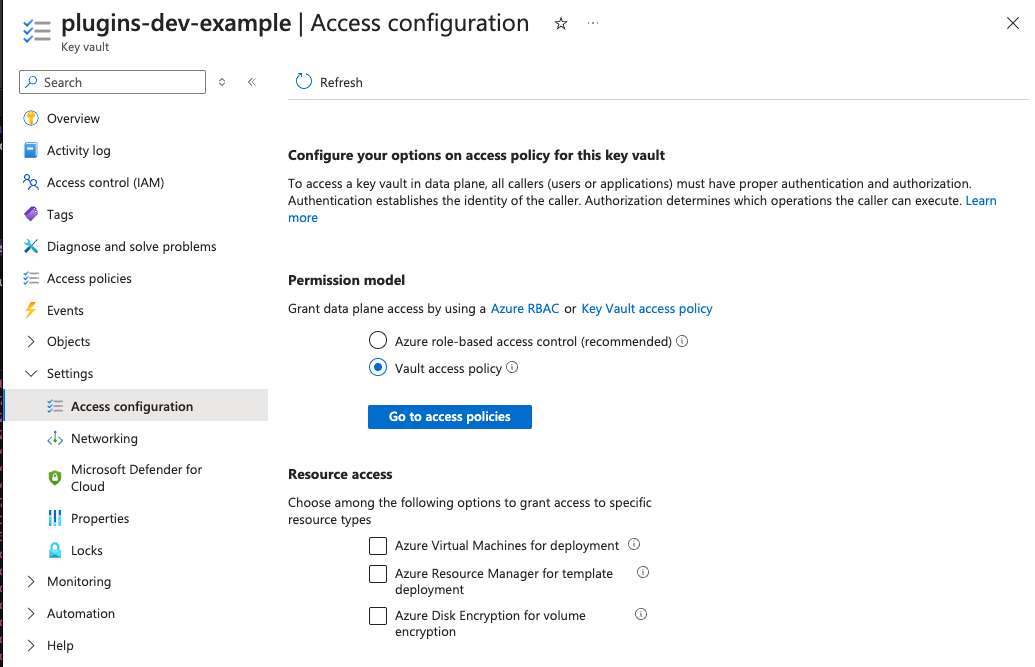 plugins-dev-example | Access configuration
Key vault
Search
Overview
Activity log
Access control (IAM)
Tags
Diagnose and solve problems
Access policies
Events
Objects
Settings
Access configuration
Networking
Microsoft Defender for
Cloud
Properties
Locks
Monitoring
Automation
Help
Refresh
Configure your options on access policy for this key vault
To access a key vault in data plane, all callers (users or applications) must have proper authentication and authorization.
Authentication establishes the identity of the caller. Authorization determines which operations the caller can execute. Learn
more
Permission model
Grant data plane access by using a Azure RBAC or Key Vault access policy
Azure role-based access control (recommended)
Vault access policy
Go to access policies
Resource access
Choose among the following options to grant access to specific
resource types
Azure Virtual Machines for deployment
Azure Resource Manager for template
deployment
Azure Disk Encryption for volume
encryption